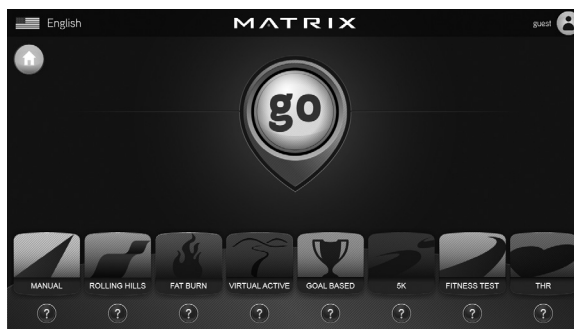 English MATRIX guest
go
MANUAL ROLLING HILLS FAT BURN VIRTUAL ACTIVE GOAL BASED 5K FITNESS TEST THR
? ? ? ? ? ? ? ?